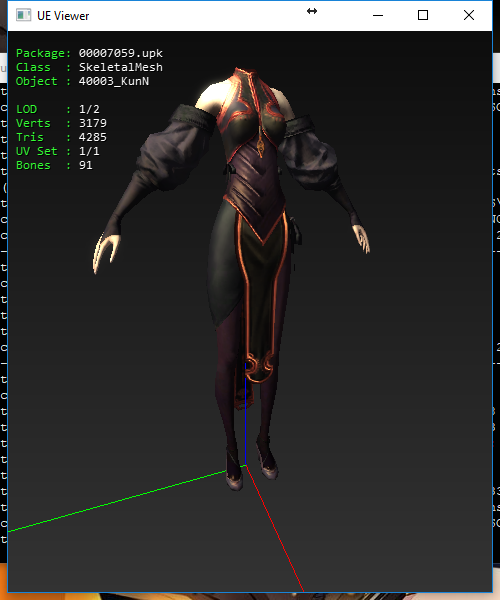 UE Viewer
Package: 00007059.upk
Class  : SkeletalMesh
Object : 40003_KunN
LOD    : 1/2
Verts  : 3179
Tris   : 4285
UV Set : 1/1
Bones  : 91